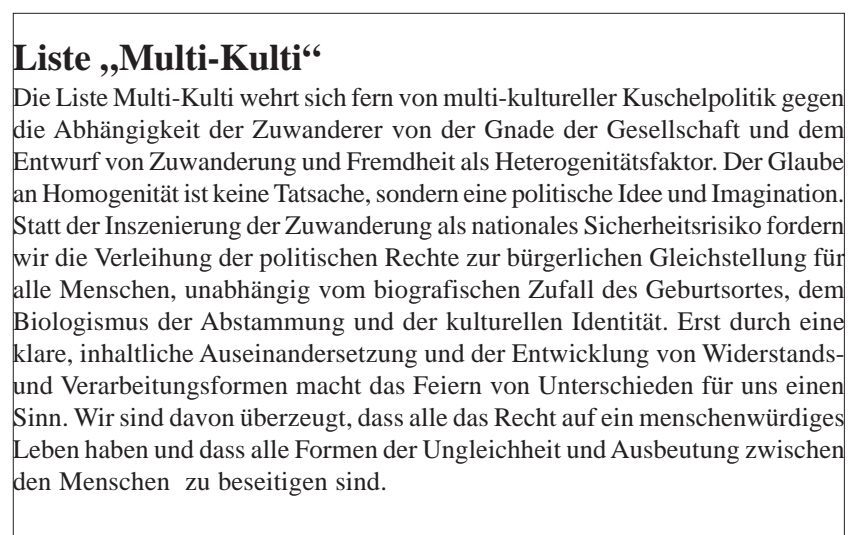 Liste „Multi-Kulti“
Die Liste Multi-Kulti wehrt sich fern von multi-kultureller Kuschelpolitik gegen
die Abhängigkeit der Zuwanderer von der Gnade der Gesellschaft und dem
Entwurf von Zuwanderung und Fremdheit als Heterogenitätsfaktor. Der Glaube
an Homogenität ist keine Tatsache, sondern eine politische Idee und Imagination.
Statt der Inszenierung der Zuwanderung als nationales Sicherheitsrisiko fordern
wir die Verleihung der politischen Rechte zur bürgerlichen Gleichstellung für
alle Menschen, unabhängig vom biografischen Zufall des Geburtsortes, dem
Biologismus der Abstammung und der kulturellen Identität. Erst durch eine
klare, inhaltliche Auseinandersetzung und der Entwicklung von Widerstands-
und Verarbeitungsformen macht das Feiern von Unterschieden für uns einen
Sinn. Wir sind davon überzeugt, dass alle das Recht auf ein menschenwürdiges
Leben haben und dass alle Formen der Ungleichheit und Ausbeutung zwischen
den Menschen  zu beseitigen sind.